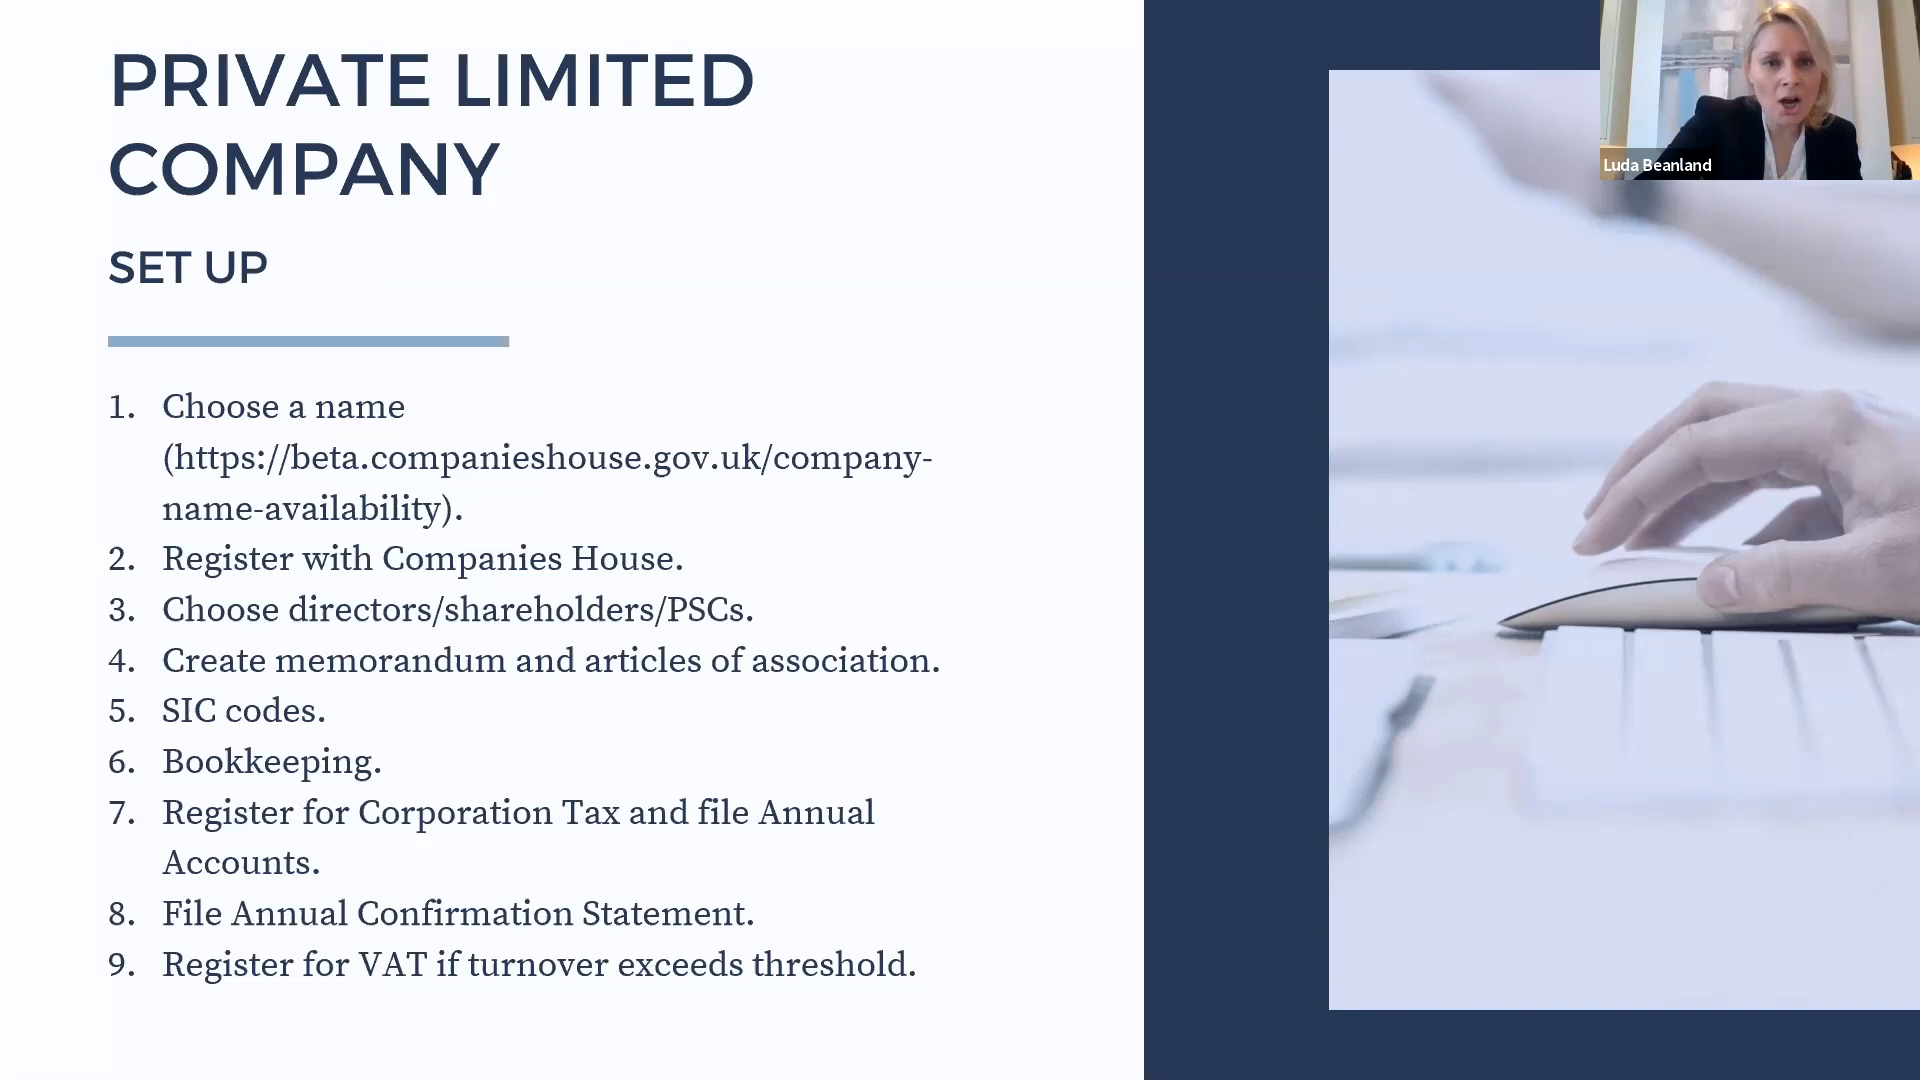 PRIVATE LIMITED
COMPANY
SET UP
1. Choose a name
(https://beta.companieshouse.gov.uk/company-
name-availability).
2. Register with Companies House.
3. Choose directors/shareholders/PSCs.
4. Create memorandum and articles of association.
5. SIC codes.
6. Bookkeeping.
7. Register for Corporation Tax and file Annual
Accounts.
8. File Annual Confirmation Statement.
9. Register for VAT if turnover exceeds threshold.
Luda Beanland